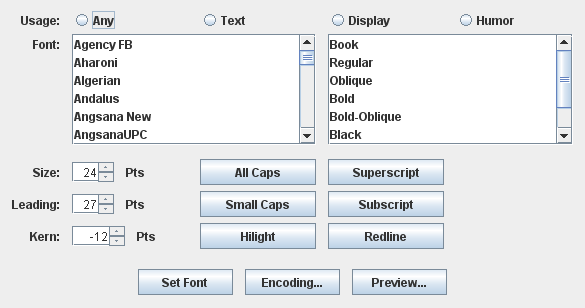 Usage: Any Text Display Humor
Font: Agency FB Book
Aharoni Regular
Algerian Oblique
Andalus Bold
Angsana New Bold-Oblique
AngsanaUPC Black
Size: 24 Pts All Caps Superscript
Leading: 27 Pts Small Caps Subscript
Kern: -12 Pts Hilight Redline
Set Font Encoding... Preview...